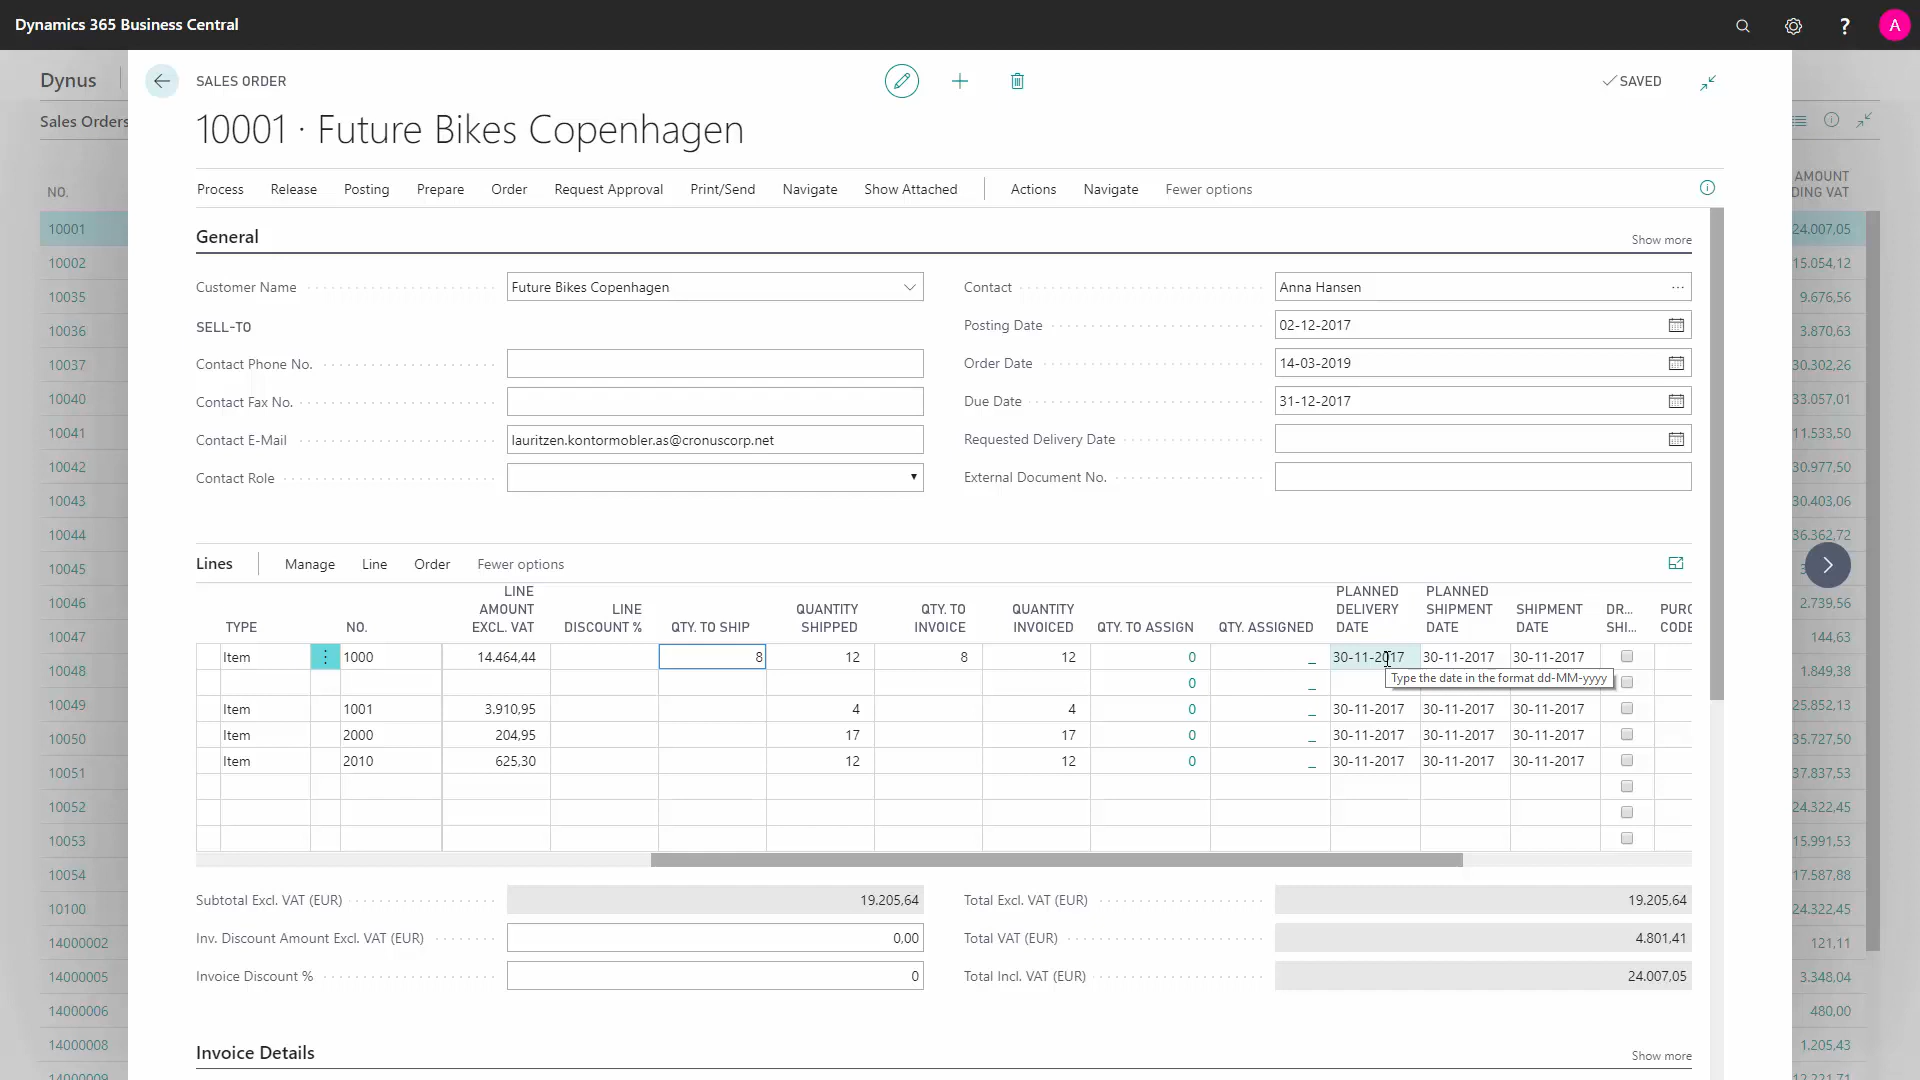 Dynamics 365 Business Central
? A
Dynus
Sales Orders
SALES ORDER
SAVED
10001 · Future Bikes Copenhagen
Process Release Posting Prepare Order Request Approval Print/Send Navigate Show Attached Actions Navigate Fewer options
General
Show more
Customer Name Future Bikes Copenhagen
Contact Anna Hansen ...
SELL-TO
Posting Date 02-12-2017
Contact Phone No.
Order Date 14-03-2019
Contact Fax No.
Due Date 31-12-2017
Contact E-Mail lauritzen.kontormobler.as@cronuscorp.net
Requested Delivery Date
Contact Role
External Document No.
Lines Manage Line Order Fewer options
TYPE NO. LINE AMOUNT EXCL. VAT LINE DISCOUNT % QTY. TO SHIP QUANTITY SHIPPED QTY. TO INVOICE QUANTITY INVOICED QTY. TO ASSIGN QTY. ASSIGNED PLANNED DELIVERY DATE PLANNED SHIPMENT DATE SHIPMENT DATE DR... SHI... PURC CODE
Item 1000 14.464,44 8 12 8 12 0 _ 30-11-2017 30-11-2017 30-11-2017
0 _
Type the date in the format dd-MM-yyyy
Item 1001 3.910,95 4 4 0 _ 30-11-2017 30-11-2017 30-11-2017
Item 2000 204,95 17 17 0 _ 30-11-2017 30-11-2017 30-11-2017
Item 2010 625,30 12 12 0 _ 30-11-2017 30-11-2017 30-11-2017
Subtotal Excl. VAT (EUR) 19.205,64
Total Excl. VAT (EUR) 19.205,64
Inv. Discount Amount Excl. VAT (EUR) 0,00
Total VAT (EUR) 4.801,41
Invoice Discount % 0
Total Incl. VAT (EUR) 24.007,05
Invoice Details
Show more
NO.
10001
10002
10035
10036
10037
10040
10041
10042
10043
10044
10045
10046
10047
10048
10049
10050
10051
10052
10053
10054
10100
14000002
14000005
14000006
14000008
14000009
AMOUNT
DING VAT
24.007,05
15.054,12
9.676,56
3.870,63
30.302,26
33.057,01
11.533,50
30.977,50
30.403,06
36.362,72
2.739,56
144,63
1.849,38
25.852,13
35.727,50
37.837,53
24.322,45
15.991,53
17.587,88
24.322,45
121,11
3.348,04
480,00
1.205,43
12.221,71